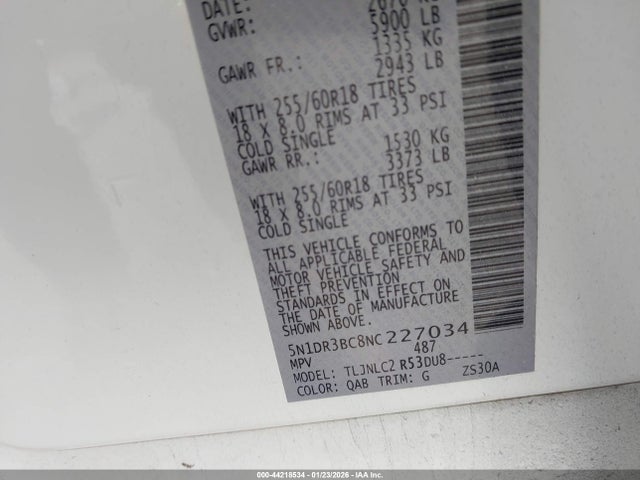 DATE: 2676 KG
GVWR: 5900 LB
1335 KG
GAWR FR.: 2943 LB
WITH 255/60R18 TIRES
18 X 8.0 RIMS AT 33 PSI
COLD SINGLE 1530 KG
GAWR RR.: 3373 LB
WITH 255/60R18 TIRES
18 X 8.0 RIMS AT 33 PSI
COLD SINGLE
THIS VEHICLE CONFORMS TO
ALL APPLICABLE FEDERAL
MOTOR VEHICLE SAFETY AND
THEFT PREVENTION
STANDARDS IN EFFECT ON
THE DATE OF MANUFACTURE
SHOWN ABOVE.
5N1DR3BC8NC227034
MPV 487
MODEL: TLJNLC2 R53DU8-----
COLOR: QAB TRIM: G ZS30A
000-44218534 - 01/23/2026 - IAA Inc.